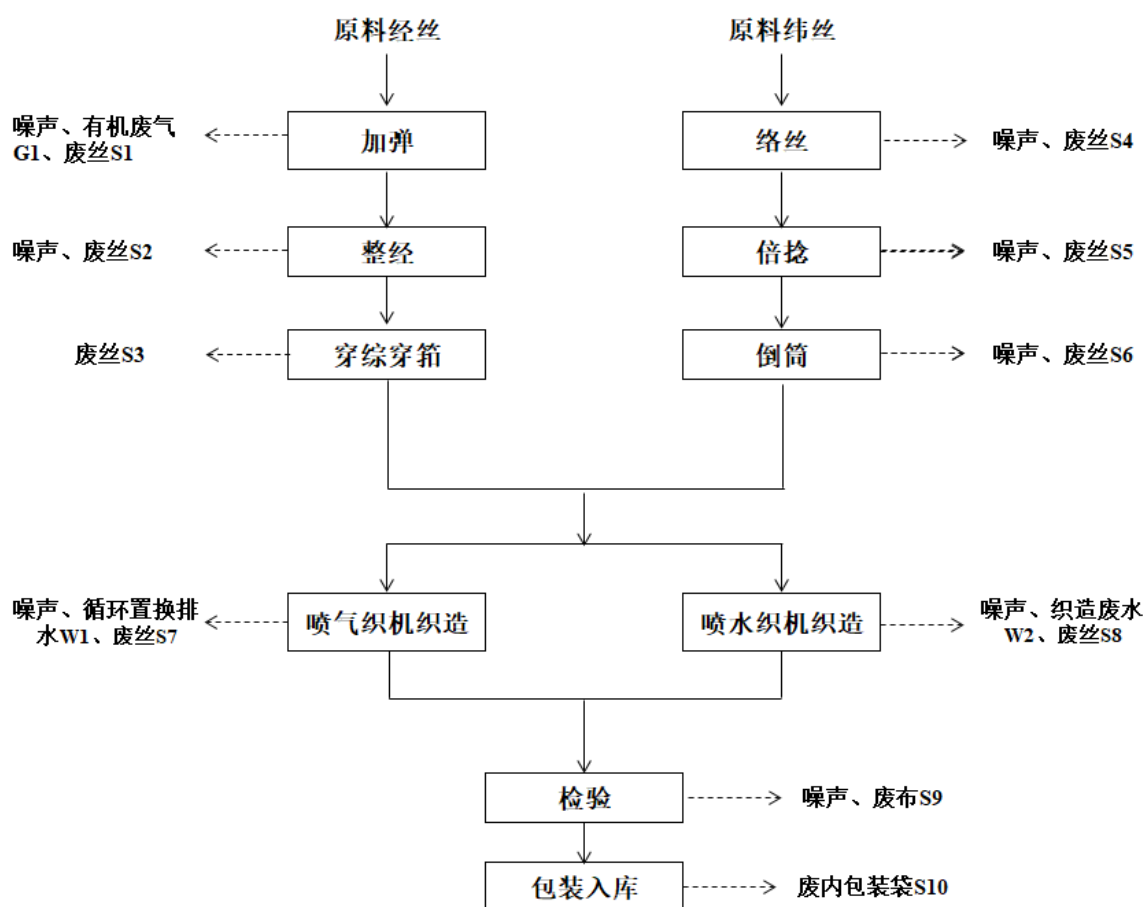 原料经丝
原料纬丝
噪声、有机废气
G1、废丝S1
加弹
络丝
噪声、废丝S4
噪声、废丝S2
整经
倍捻
噪声、废丝S5
废丝S3
穿综穿筘
倒筒
噪声、废丝S6
噪声、循环置换排
水W1、废丝S7
喷气织机织造
喷水织机织造
噪声、织造废水
W2、废丝S8
检验
噪声、废布S9
包装入库
废内包装袋S10